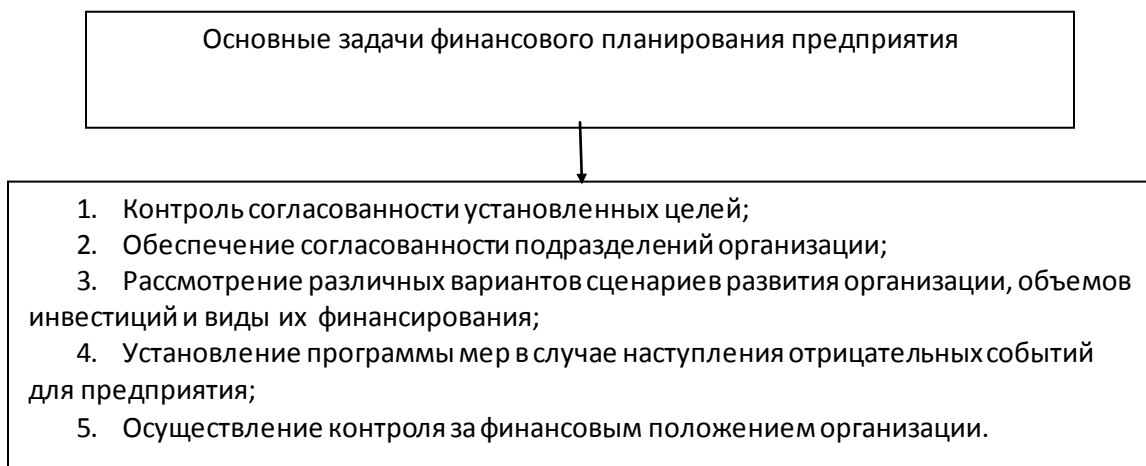 Основные задачи финансового планирования предприятия
1. Контроль согласованности установленных целей;
2. Обеспечение согласованности подразделений организации;
3. Рассмотрение различных вариантов сценариев развития организации, объемов
инвестиций и виды их финансирования;
4. Установление программы мер в случае наступления отрицательных событий
для предприятия;
5. Осуществление контроля за финансовым положением организации.